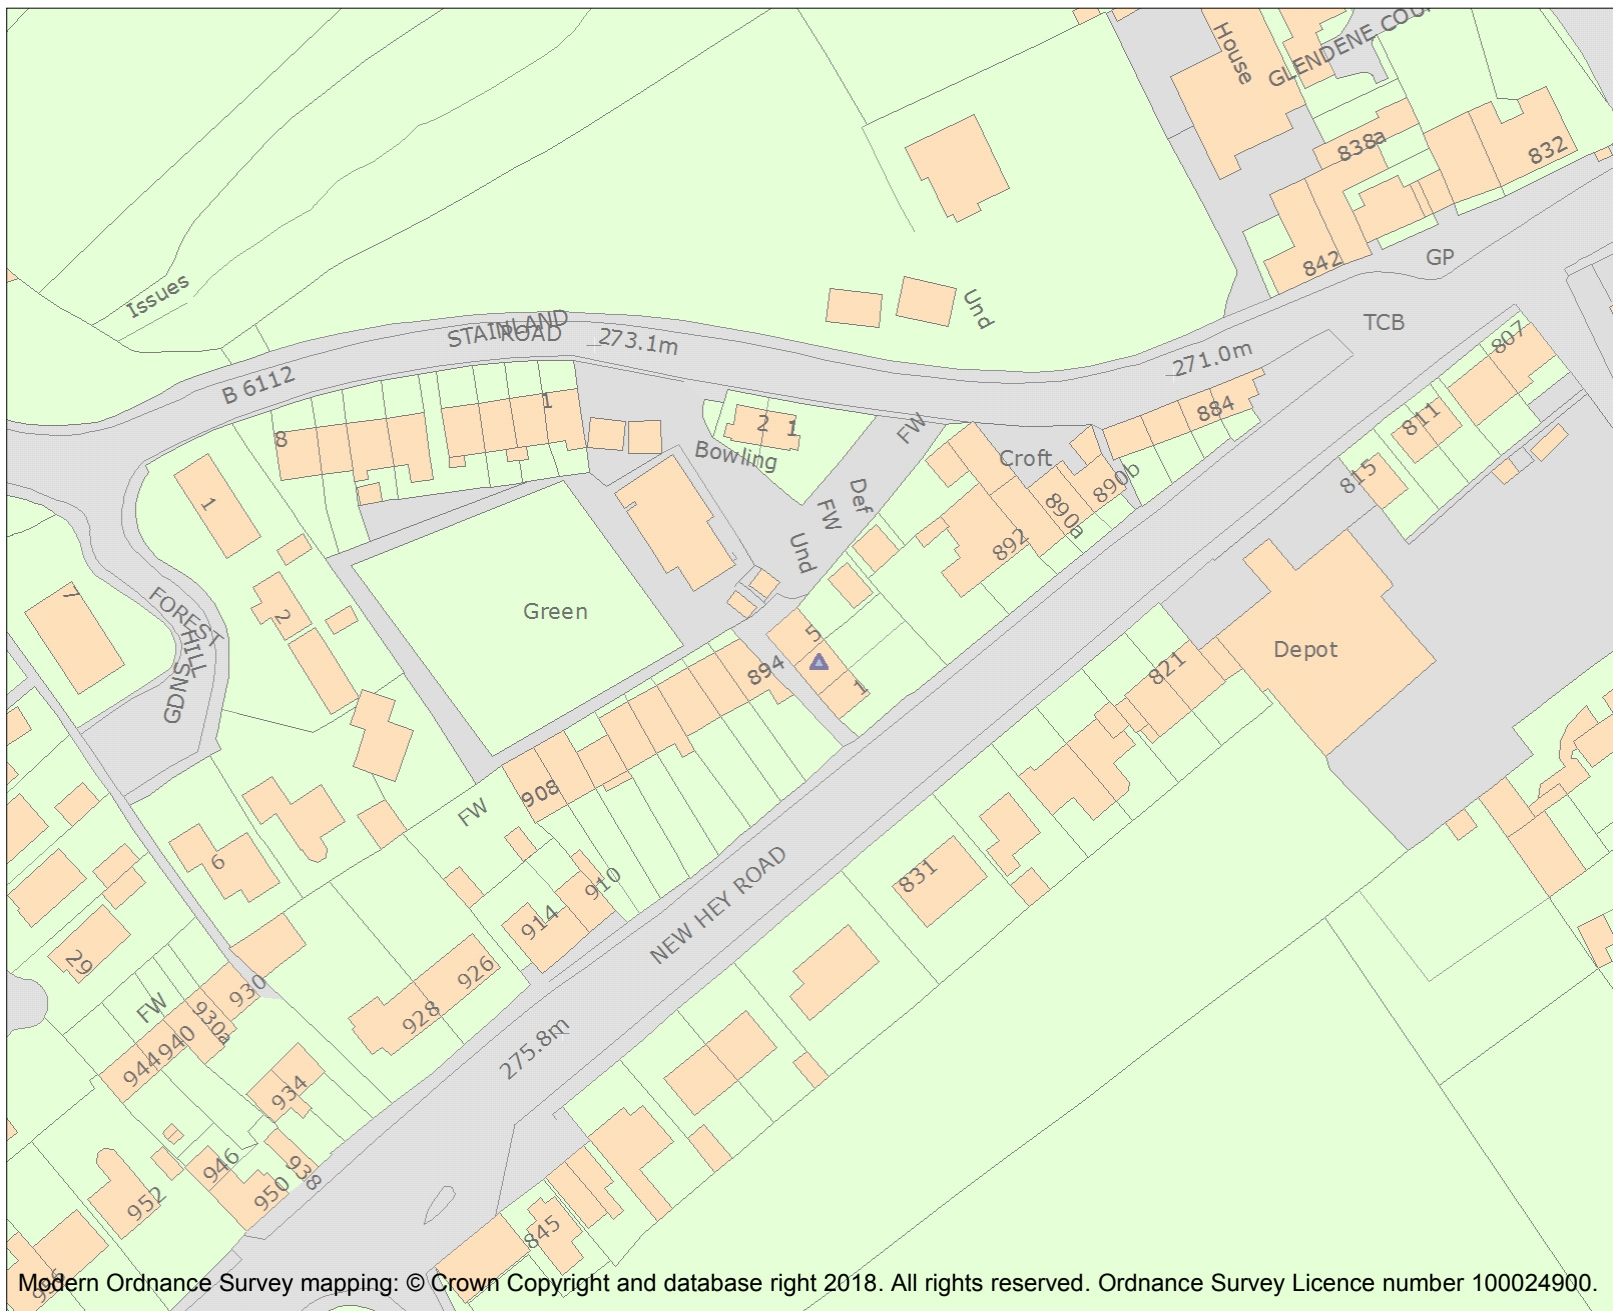 House
GLENDENE COU
838a
832
842
GP
Issues
Und
STAINLAND
ROAD
273.1m
TCB
271.0m
807
B 6112
884
811
8
1
2
1
FW
Bowling
Croft
815
890b
890a
1
Def
FW
892
Und
7
2
FOREST
HILL
GDNS
Green
5
894
1
Depot
821
908
FW
6
831
910
914
NEW HEY ROAD
29
926
930
928
FW
930a
940
944
275.8m
934
946
938
950
952
845
956
Modern Ordnance Survey mapping: © Crown Copyright and database right 2018. All rights reserved. Ordnance Survey Licence number 100024900.